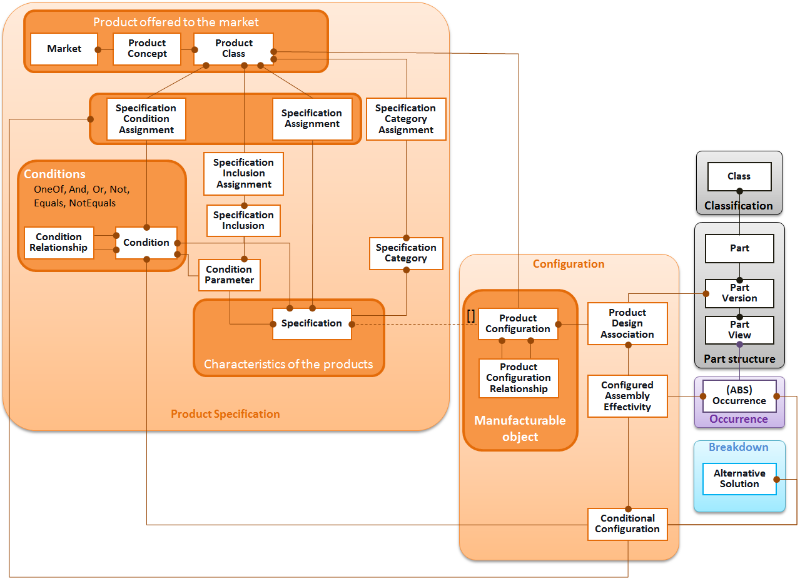 Product offered to the market
Market
Product
Concept
Product
Class
Specification
Condition
Assignment
Specification
Assignment
Specification
Category
Assignment
Specification
Inclusion
Assignment
Conditions
OneOf, And, Or, Not,
Equals, NotEquals
Specification
Inclusion
Condition
Relationship
Condition
Specification
Category
Condition
Parameter
Specification
Characteristics of the products
Product Specification
Configuration
[]
Product
Configuration
Product
Configuration
Relationship
Manufacturable
object
Product
Design
Association
Configured
Assembly
Effectivity
Conditional
Configuration
Class
Classification
Part
Part
Version
Part
View
Part structure
(ABS)
Occurrence
Occurrence
Breakdown
Alternative
Solution